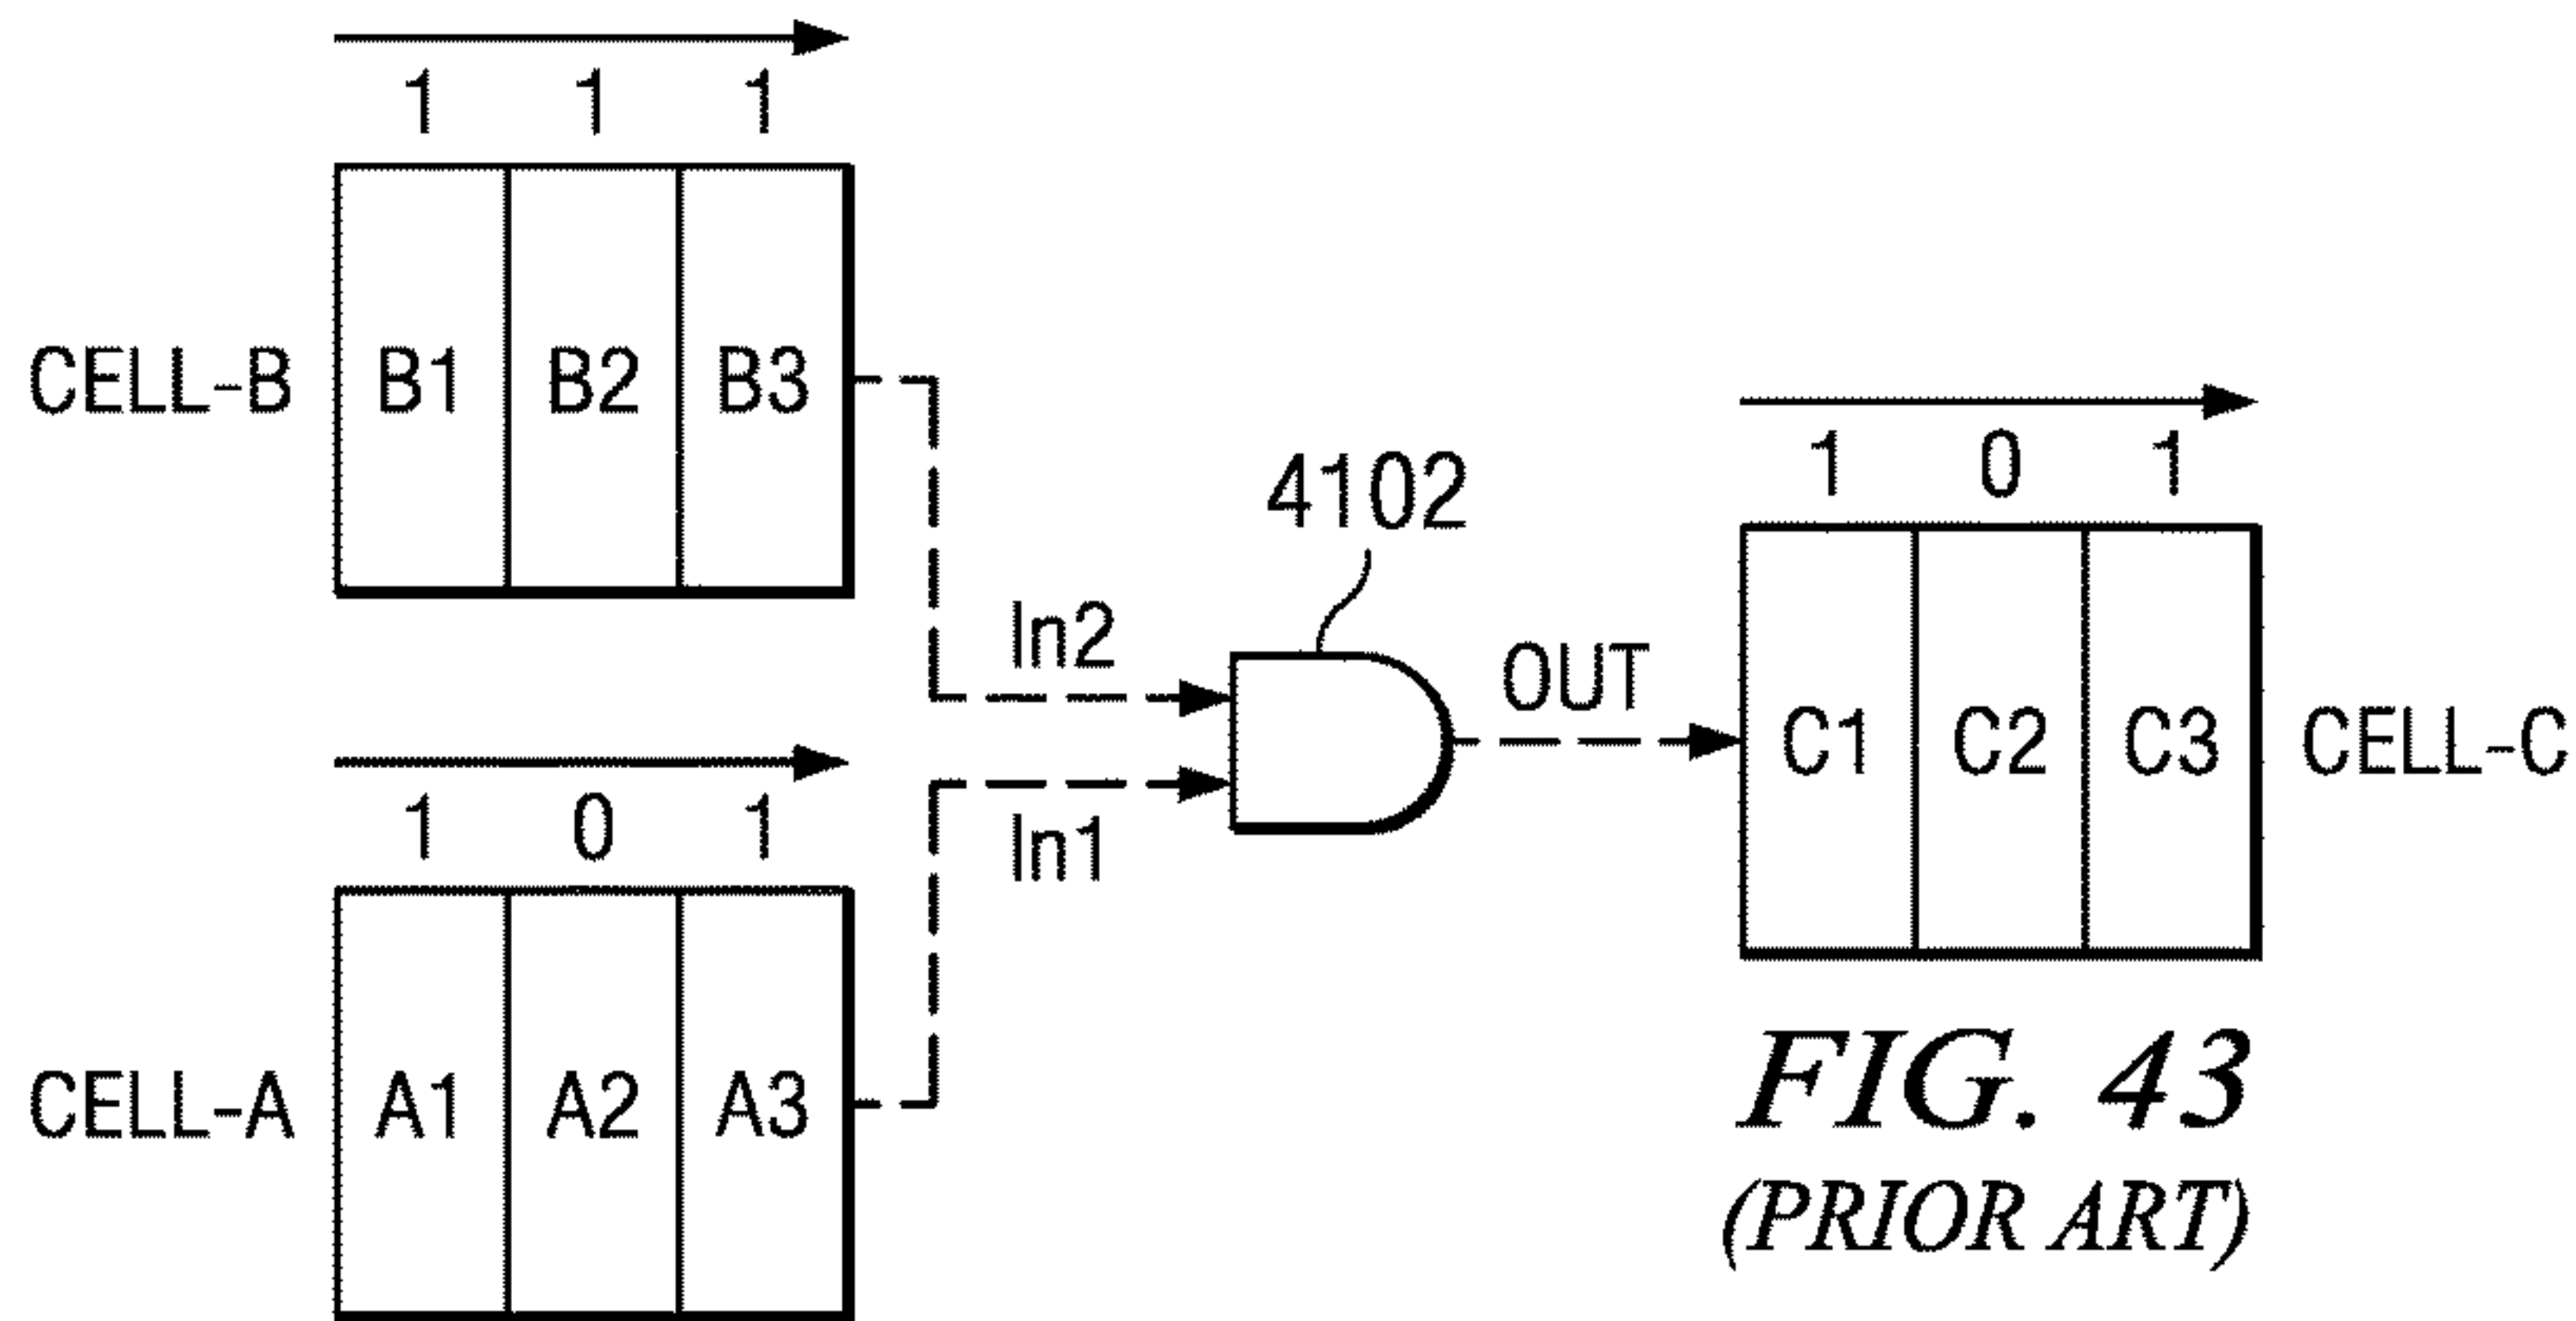 1 1 1
CELL-B B1 B2 B3
1 0 1
4102
In2
OUT
C1 C2 C3 CELL-C
1 0 1
In1
CELL-A A1 A2 A3
FIG. 43
(PRIOR ART)